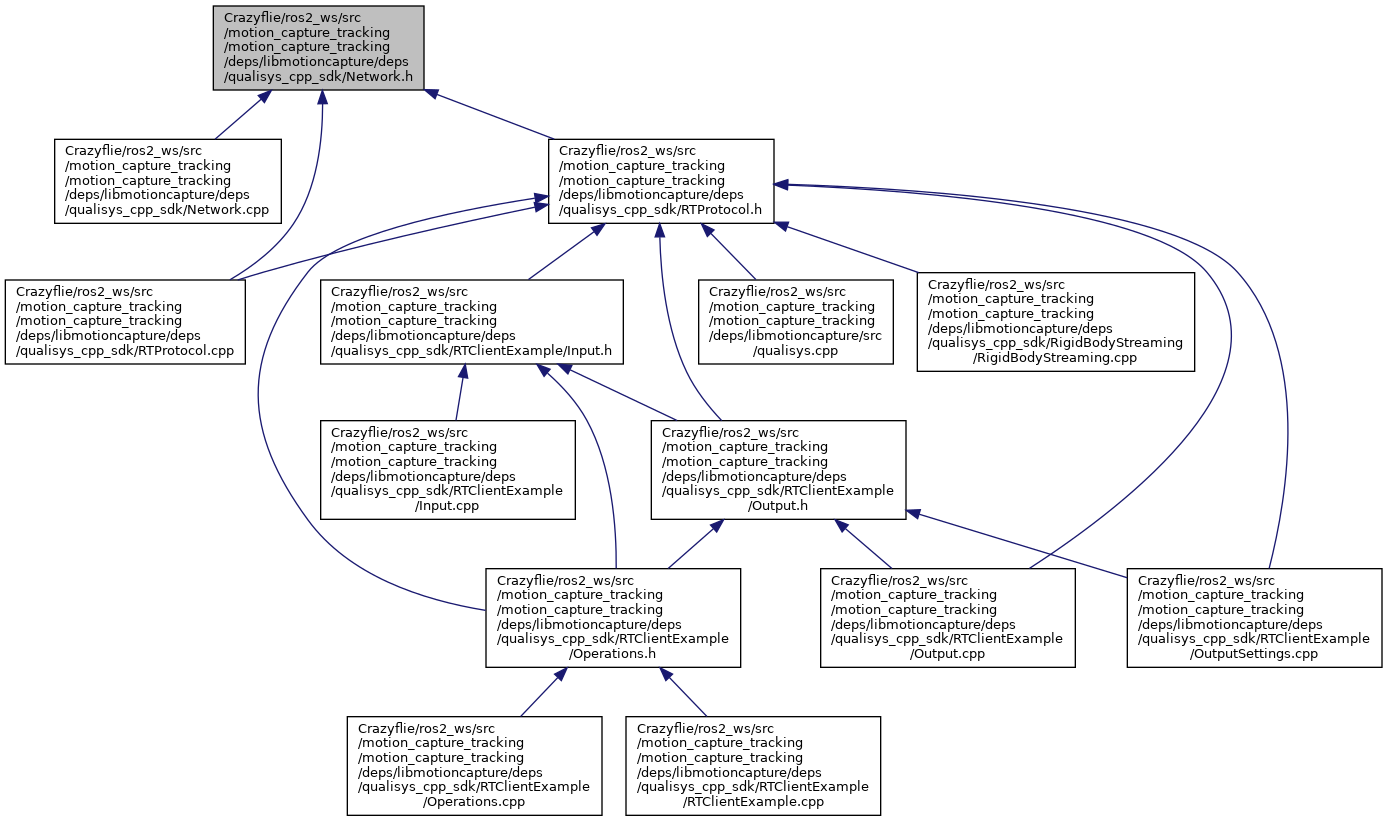 Crazyflie/ros2_ws/src
/motion_capture_tracking
/motion_capture_tracking
/deps/libmotioncapture/deps
/qualisys_cpp_sdk/Network.h
Crazyflie/ros2_ws/src
/motion_capture_tracking
/motion_capture_tracking
/deps/libmotioncapture/deps
/qualisys_cpp_sdk/Network.cpp
Crazyflie/ros2_ws/src
/motion_capture_tracking
/motion_capture_tracking
/deps/libmotioncapture/deps
/qualisys_cpp_sdk/RTProtocol.h
Crazyflie/ros2_ws/src
/motion_capture_tracking
/motion_capture_tracking
/deps/libmotioncapture/deps
/qualisys_cpp_sdk/RTProtocol.cpp
Crazyflie/ros2_ws/src
/motion_capture_tracking
/motion_capture_tracking
/deps/libmotioncapture/deps
/qualisys_cpp_sdk/RTClientExample/Input.h
Crazyflie/ros2_ws/src
/motion_capture_tracking
/motion_capture_tracking
/deps/libmotioncapture/src
/qualisys.cpp
Crazyflie/ros2_ws/src
/motion_capture_tracking
/motion_capture_tracking
/deps/libmotioncapture/deps
/qualisys_cpp_sdk/RigidBodyStreaming
/RigidBodyStreaming.cpp
Crazyflie/ros2_ws/src
/motion_capture_tracking
/motion_capture_tracking
/deps/libmotioncapture/deps
/qualisys_cpp_sdk/RTClientExample
/Input.cpp
Crazyflie/ros2_ws/src
/motion_capture_tracking
/motion_capture_tracking
/deps/libmotioncapture/deps
/qualisys_cpp_sdk/RTClientExample
/Output.h
Crazyflie/ros2_ws/src
/motion_capture_tracking
/motion_capture_tracking
/deps/libmotioncapture/deps
/qualisys_cpp_sdk/RTClientExample
/Operations.h
Crazyflie/ros2_ws/src
/motion_capture_tracking
/motion_capture_tracking
/deps/libmotioncapture/deps
/qualisys_cpp_sdk/RTClientExample
/Output.cpp
Crazyflie/ros2_ws/src
/motion_capture_tracking
/motion_capture_tracking
/deps/libmotioncapture/deps
/qualisys_cpp_sdk/RTClientExample
/OutputSettings.cpp
Crazyflie/ros2_ws/src
/motion_capture_tracking
/motion_capture_tracking
/deps/libmotioncapture/deps
/qualisys_cpp_sdk/RTClientExample
/Operations.cpp
Crazyflie/ros2_ws/src
/motion_capture_tracking
/motion_capture_tracking
/deps/libmotioncapture/deps
/qualisys_cpp_sdk/RTClientExample
/RTClientExample.cpp